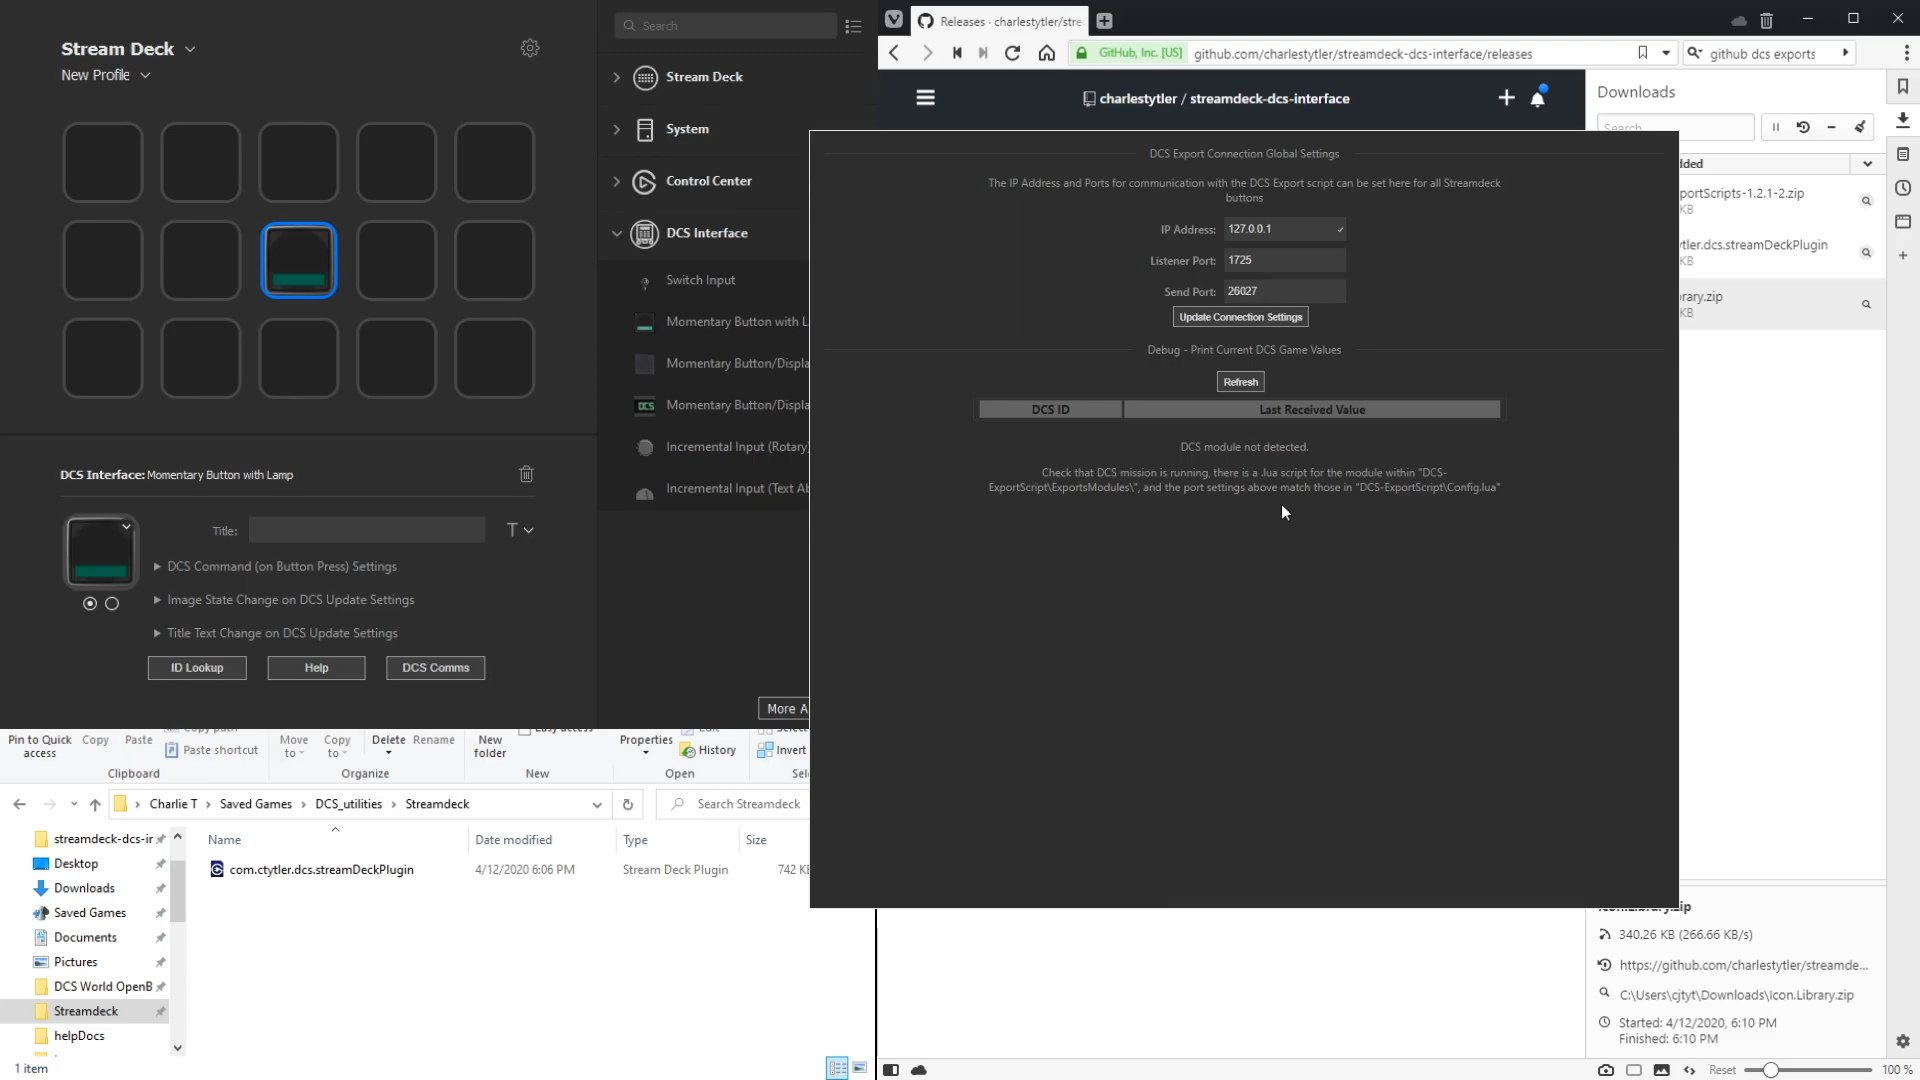 Stream Deck
New Profile
DCS Interface: Momentary Button with Lamp
Title:
T
DCS Command (on Button Press) Settings
Image State Change on DCS Update Settings
Title Text Change on DCS Update Settings
ID Lookup
Help
DCS Comms
Search
Stream Deck
System
Control Center
DCS Interface
Switch Input
Momentary Button with L
Momentary Button/Displa
DCS
Momentary Button/Displa
Incremental Input (Rotary
Incremental Input (Text Ab
More A
Releases · charlestytler/stre
GitHub, Inc. [US]
github.com/charlestytler/streamdeck-dcs-interface/releases
github dcs exports
charlestytler / streamdeck-dcs-interface
Downloads
Search
dded
portScripts-1.2.1-2.zip
KB
tler.dcs.streamDeckPlugin
KB
rary.zip
KB
DCS Export Connection Global Settings
The IP Address and Ports for communication with the DCS Export script can be set here for all Streamdeck
buttons
IP Address: 127.0.0.1
Listener Port: 1725
Send Port: 26027
Update Connection Settings
Debug - Print Current DCS Game Values
Refresh
DCS ID
Last Received Value
DCS module not detected.
Check that DCS mission is running, there is a .lua script for the module within "DCS-
ExportScript\ExportsModules\", and the port settings above match those in "DCS-ExportScript\Config.lua"
Pin to Quick
access
Copy
Paste
Paste shortcut
Clipboard
Move
to
Copy
to
Delete
Rename
Organize
New
folder
New
Properties
History
Open
Invert
Sel
Charlie T
Saved Games
DCS_utilities
Streamdeck
Search Streamdeck
Name
Date modified
Type
Size
com.ctytler.dcs.streamDeckPlugin
4/12/2020 6:06 PM
Stream Deck Plugin
742 KE
streamdeck-dcs-ir
Desktop
Downloads
Saved Games
Documents
Pictures
DCS World OpenB
Streamdeck
helpDocs
1 item
340.26 KB (266.66 KB/s)
https://github.com/charlestytler/streamde...
C:\Users\cjtyt\Downloads\Icon.Library.zip
Started: 4/12/2020, 6:10 PM
Finished: 6:10 PM
Reset
100 %